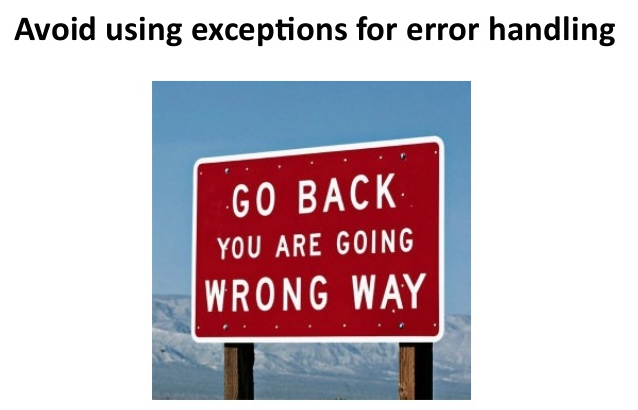 Avoid using exceptions for error handling
GO BACK
YOU ARE GOING
WRONG WAY